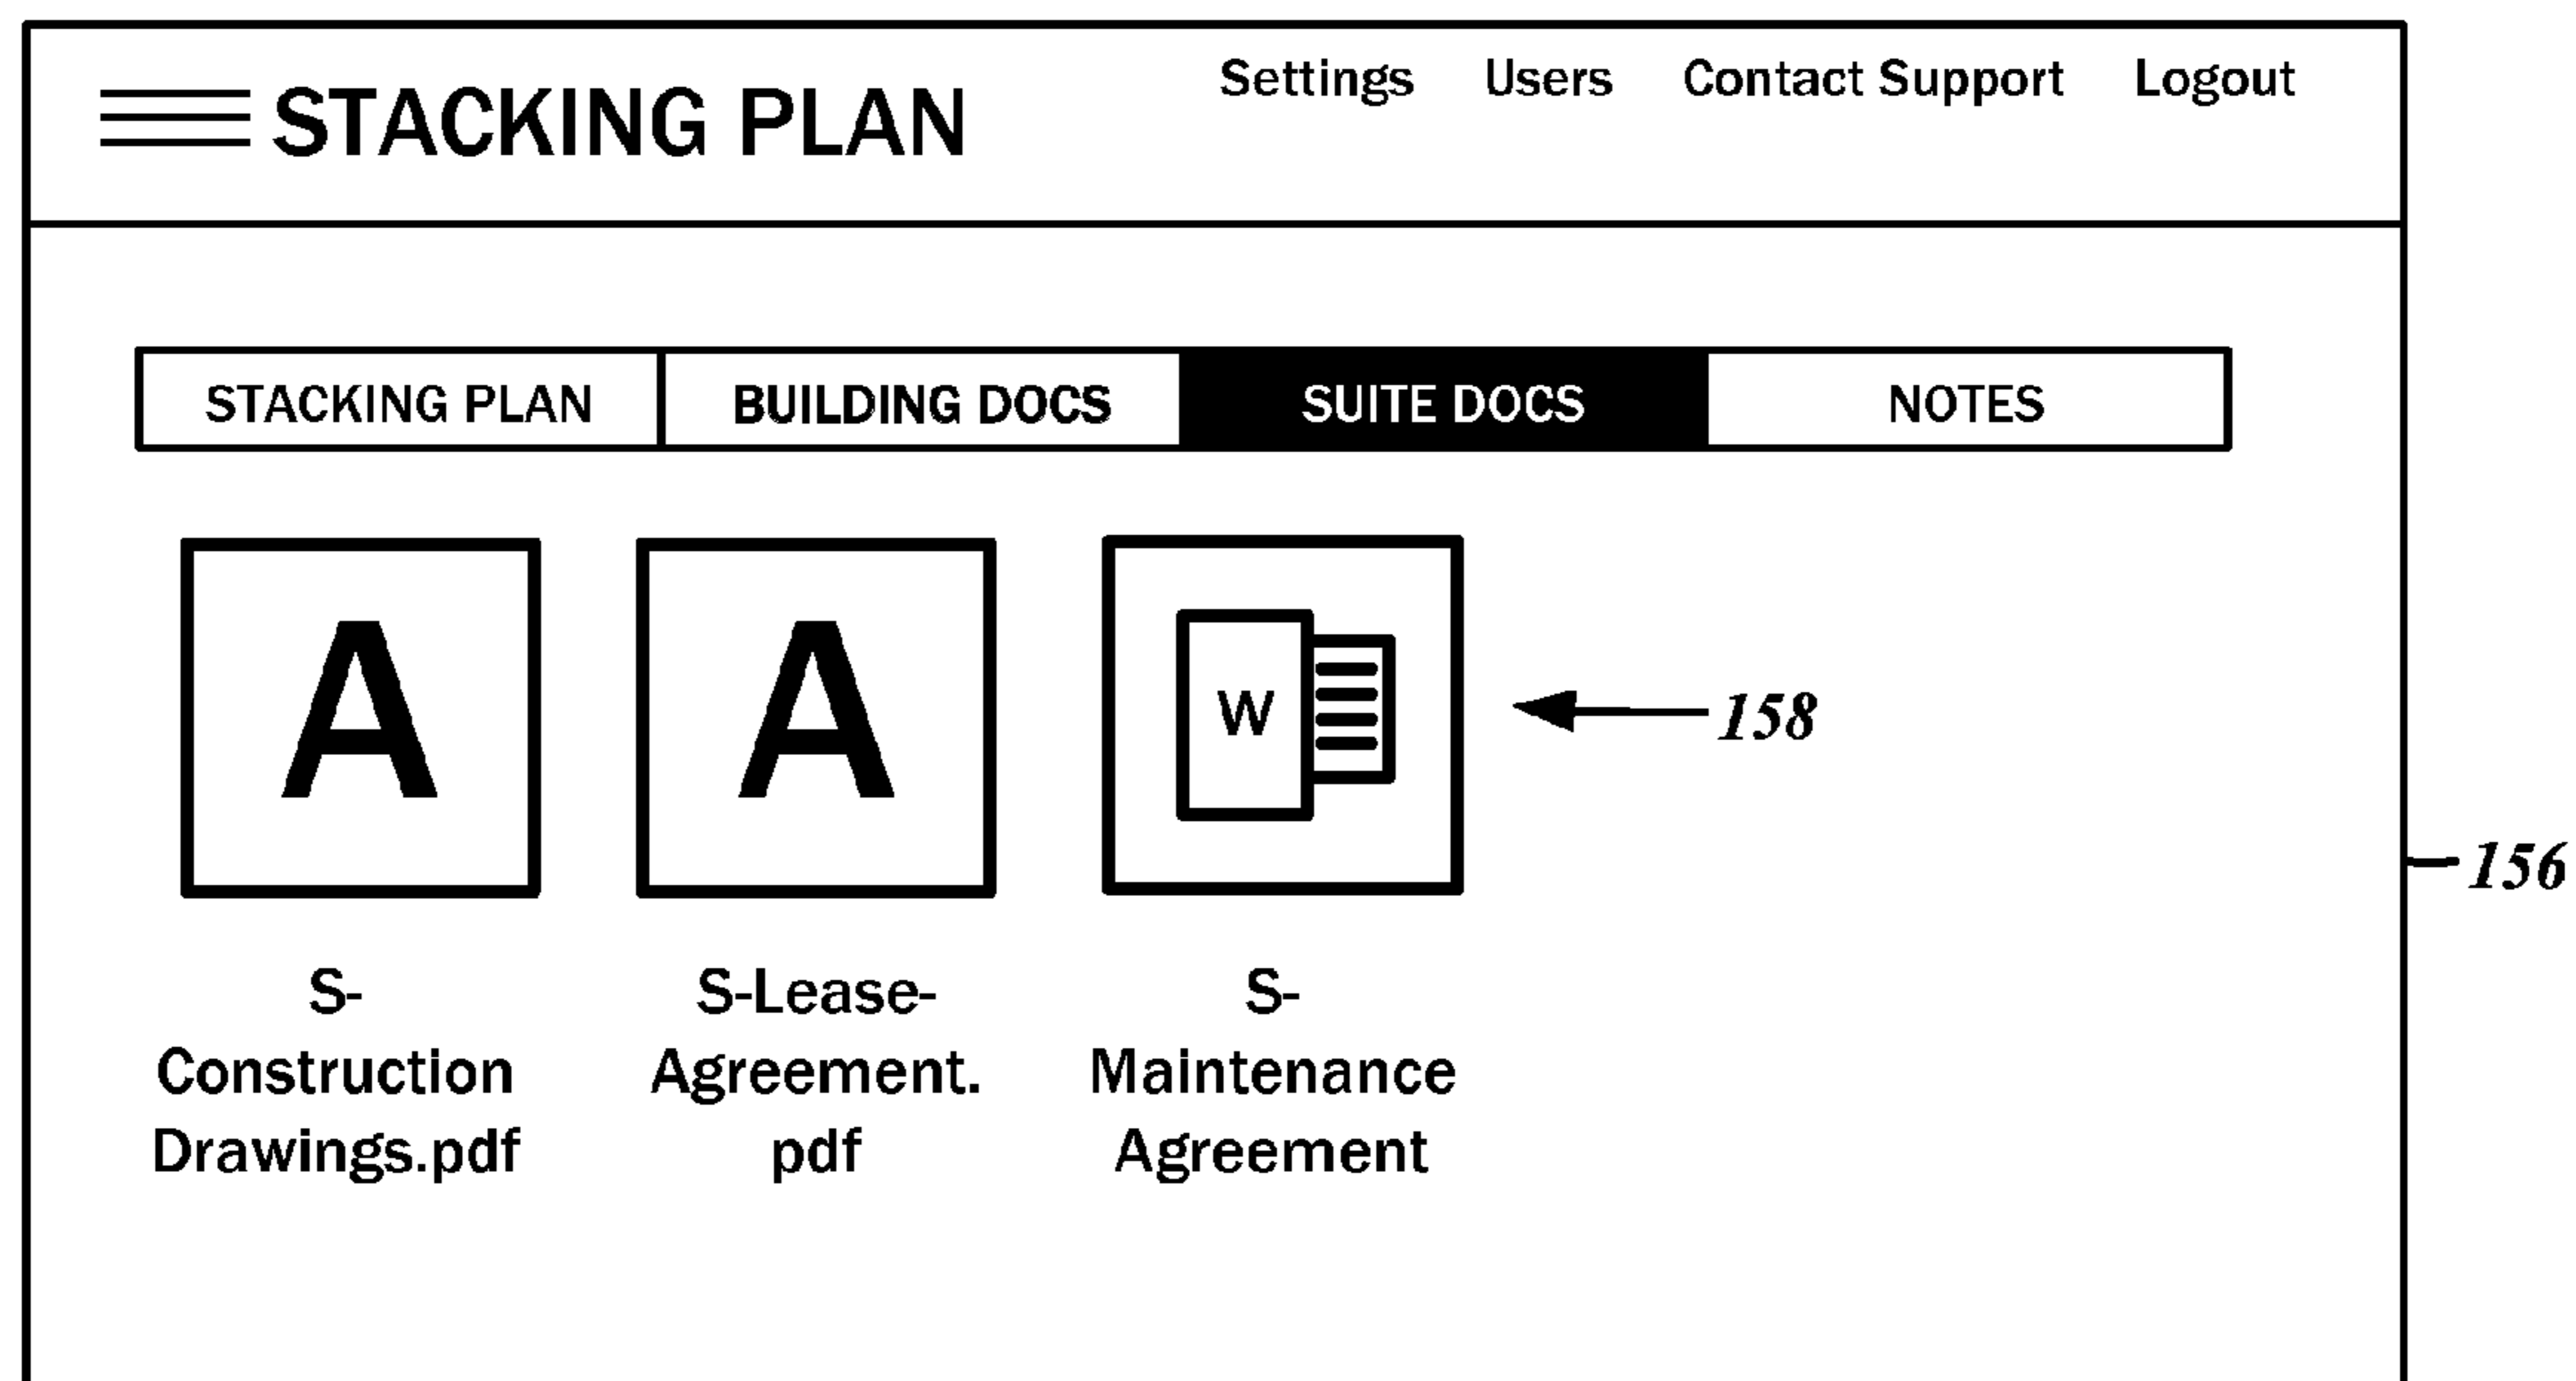 STACKING PLAN
Settings Users Contact Support Logout
STACKING PLAN BUILDING DOCS SUITE DOCS NOTES
A A W
158
156
S-
Construction
Drawings.pdf
S-Lease-
Agreement.
pdf
S-
Maintenance
Agreement